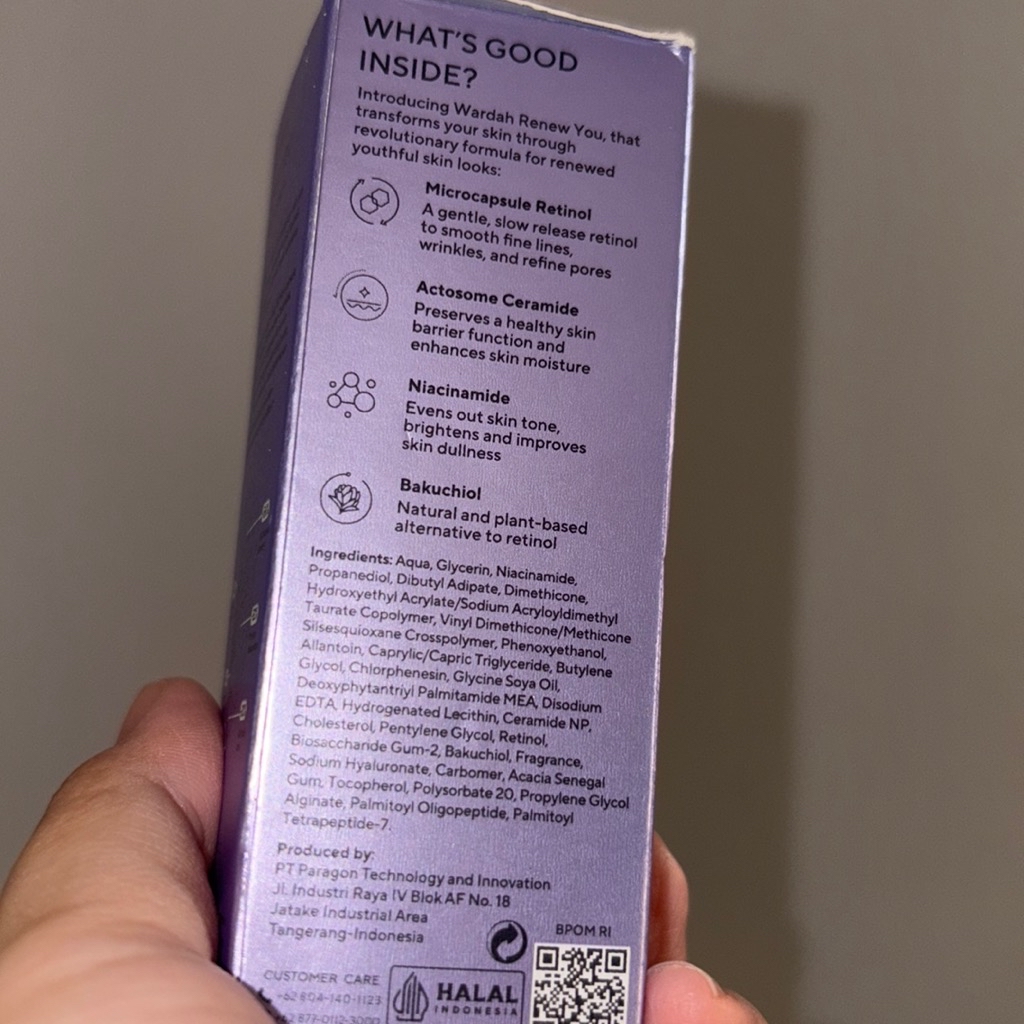 WHAT'S GOOD
INSIDE?
Introducing Wardah Renew You, that
transforms your skin through
revolutionary formula for renewed
youthful skin looks:
Microcapsule Retinol
A gentle, slow release retinol
to smooth fine lines,
wrinkles, and refine pores
Actosome Ceramide
Preserves a healthy skin
barrier function and
enhances skin moisture
Niacinamide
Evens out skin tone,
brightens and improves
skin dullness
Bakuchiol
Natural and plant-based
alternative to retinol
Ingredients: Aqua, Glycerin, Niacinamide,
Propanediol, Dibutyl Adipate, Dimethicone,
Hydroxyethyl Acrylate/Sodium Acryloyldimethyl
Taurate Copolymer, Vinyl Dimethicone/Methicone
Silsesquioxane Crosspolymer, Phenoxyethanol,
Allantoin, Caprylic/Capric Triglyceride, Butylene
Glycol, Chlorphenesin, Glycine Soya Oil,
Deoxyphytantriyl Palmitamide MEA, Disodium
EDTA, Hydrogenated Lecithin, Ceramide NP,
Cholesterol, Pentylene Glycol, Retinol,
Biosaccharide Gum-2, Bakuchiol, Fragrance,
Sodium Hyaluronate, Carbomer, Acacia Senegal
Gum, Tocopherol, Polysorbate 20, Propylene Glycol
Alginate, Palmitoyl Oligopeptide, Palmitoyl
Tetrapeptide-7.
Produced by:
PT Paragon Technology and Innovation
Jl. Industri Raya IV Blok AF No. 18
Jatake Industrial Area
Tangerang-Indonesia
BPOM RI
CUSTOMER CARE
+62 804-140-1123
HALAL
INDONESIA